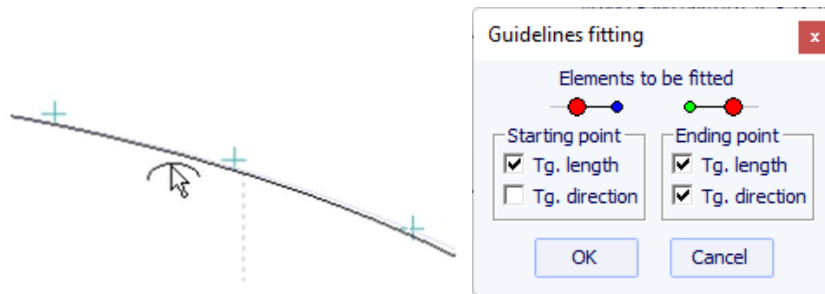 Guidelines fitting
x
Elements to be fitted
Starting point
Ending point
Tg. length
Tg. length
Tg. direction
Tg. direction
OK
Cancel